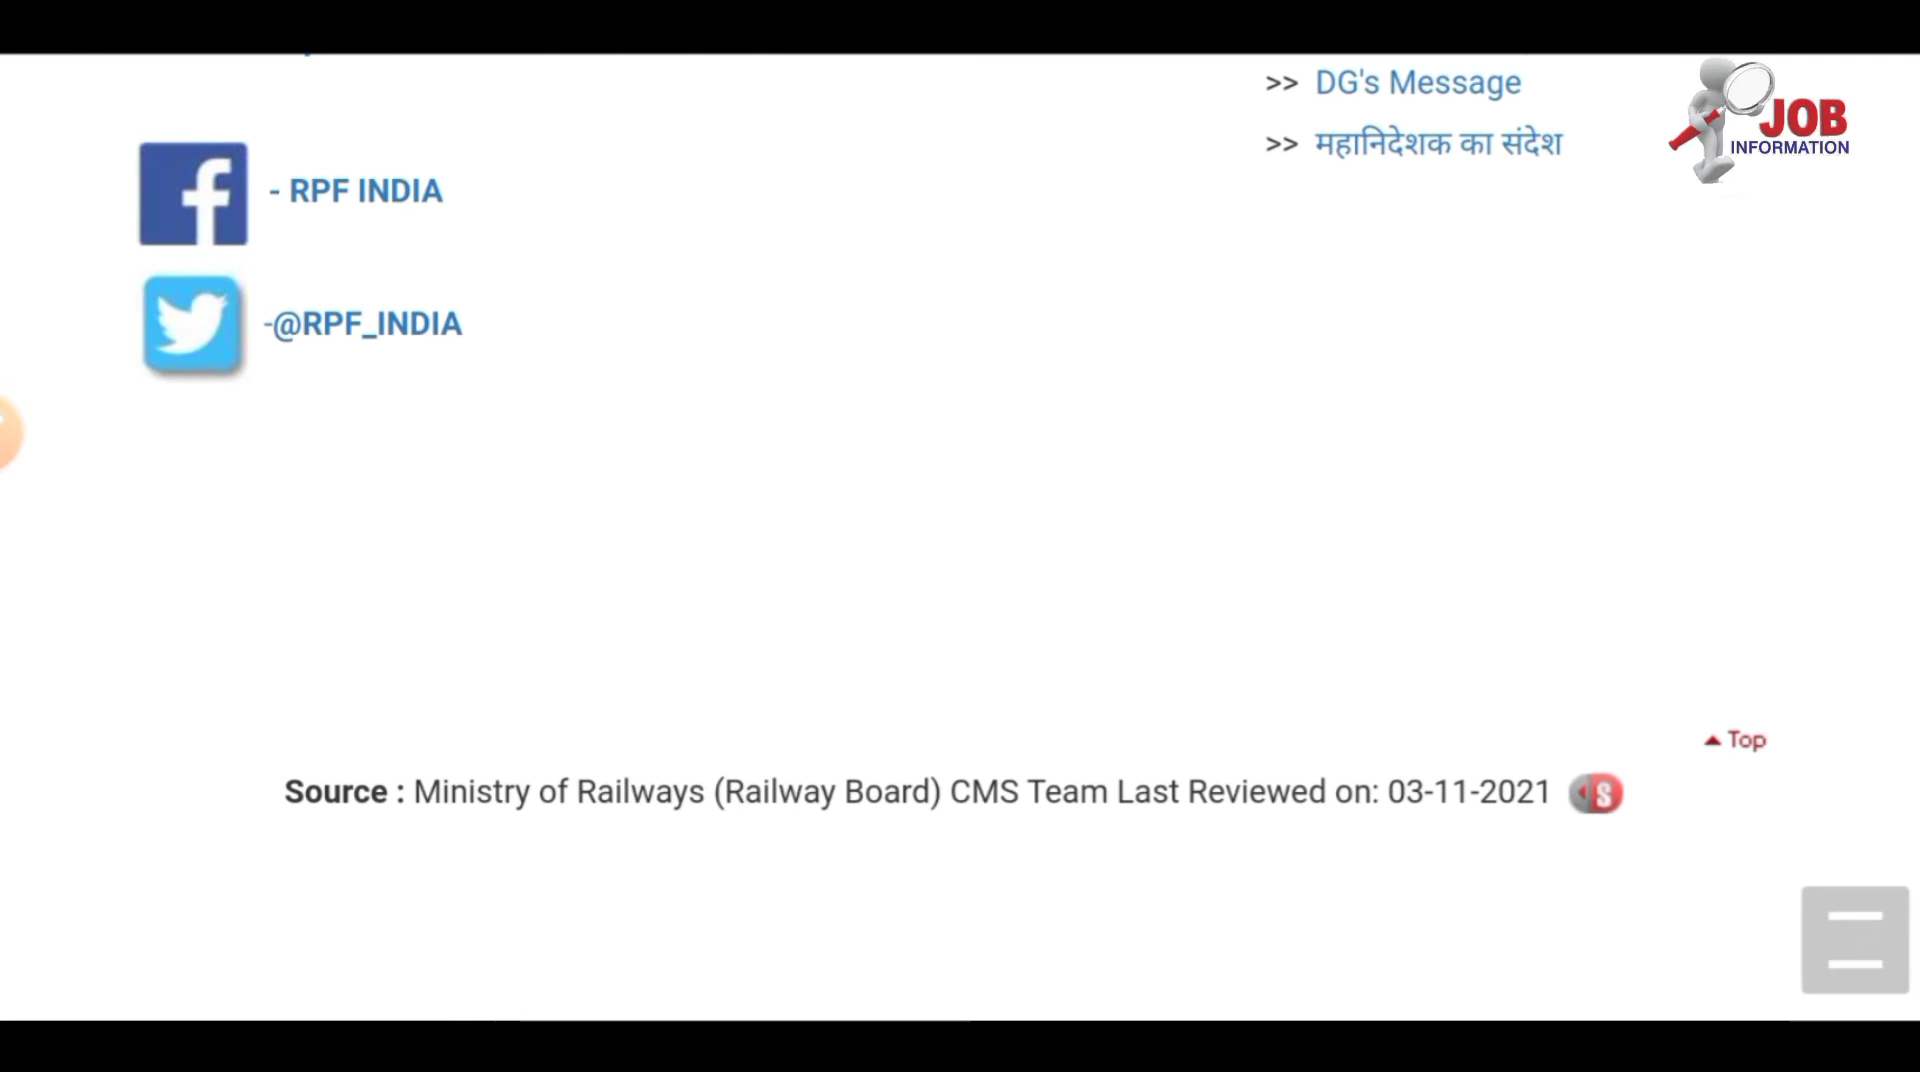 >> DG's Message
>> महानिदेशक का संदेश
JOB
INFORMATION
- RPF INDIA
-@RPF_INDIA
Top
Source : Ministry of Railways (Railway Board) CMS Team Last Reviewed on: 03-11-2021
S